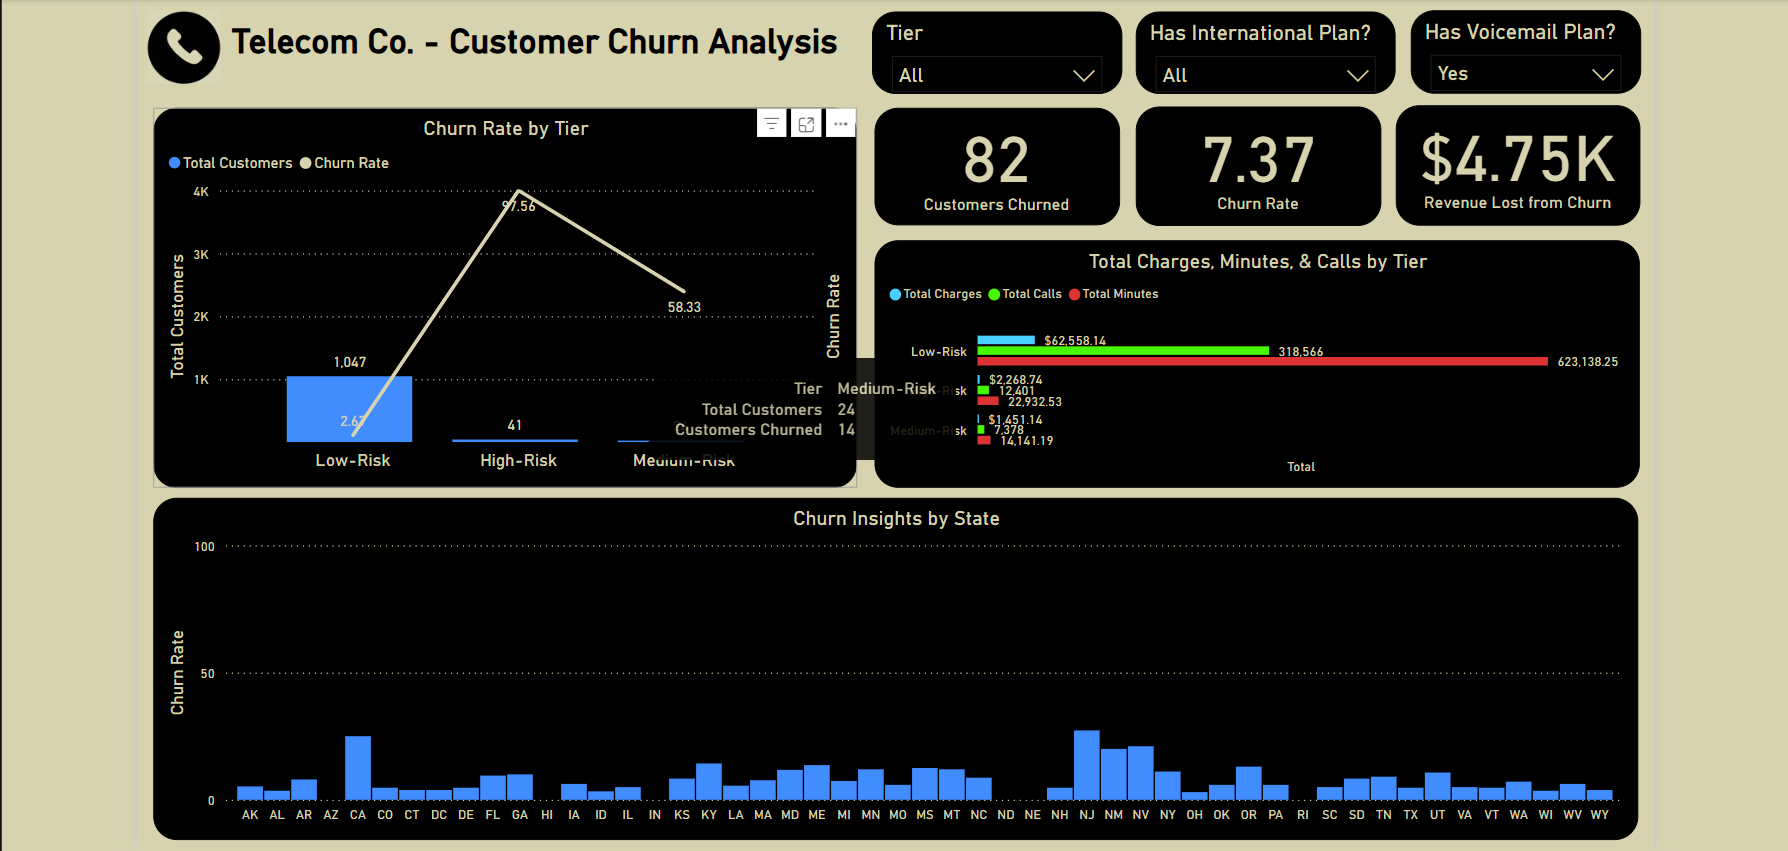 Telecom Co. - Customer Churn Analysis
Tier
All
Has International Plan?
All
Has Voicemail Plan?
Yes
Churn Rate by Tier
Total Customers Churn Rate
Total Customers
4K
3K
2K
1K
97.56
58.33
1,047
2.67
41
Churn Rate
Low-Risk High-Risk Medium-Risk
Tier Medium-Risk
Total Customers 24
Customers Churned 14
82
Customers Churned
7.37
Churn Rate
$4.75K
Revenue Lost from Churn
Total Charges, Minutes, & Calls by Tier
Total Charges Total Calls Total Minutes
Low-Risk
$62,558.14
318,566
623,138.25
$2,268.74
12,401
22,932.53
Medium-Risk
$1,451.14
7,378
14,141.19
Total
Churn Insights by State
Churn Rate
100
50
0
AK AL AR AZ CA CO CT DC DE FL GA HI IA ID IL IN KS KY LA MA MD ME MI MN MO MS MT NC ND NE NH NJ NM NV NY OH OK OR PA RI SC SD TN TX UT VA VT WA WI WV WY